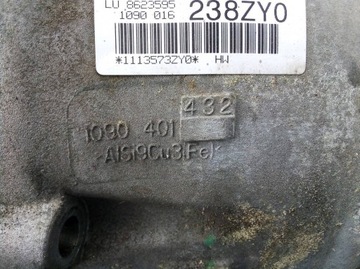 LU 8623595
1090 016
238ZY0
*1113573ZY0* HW
432
1090 401
AlSi9Cu3(Fe)